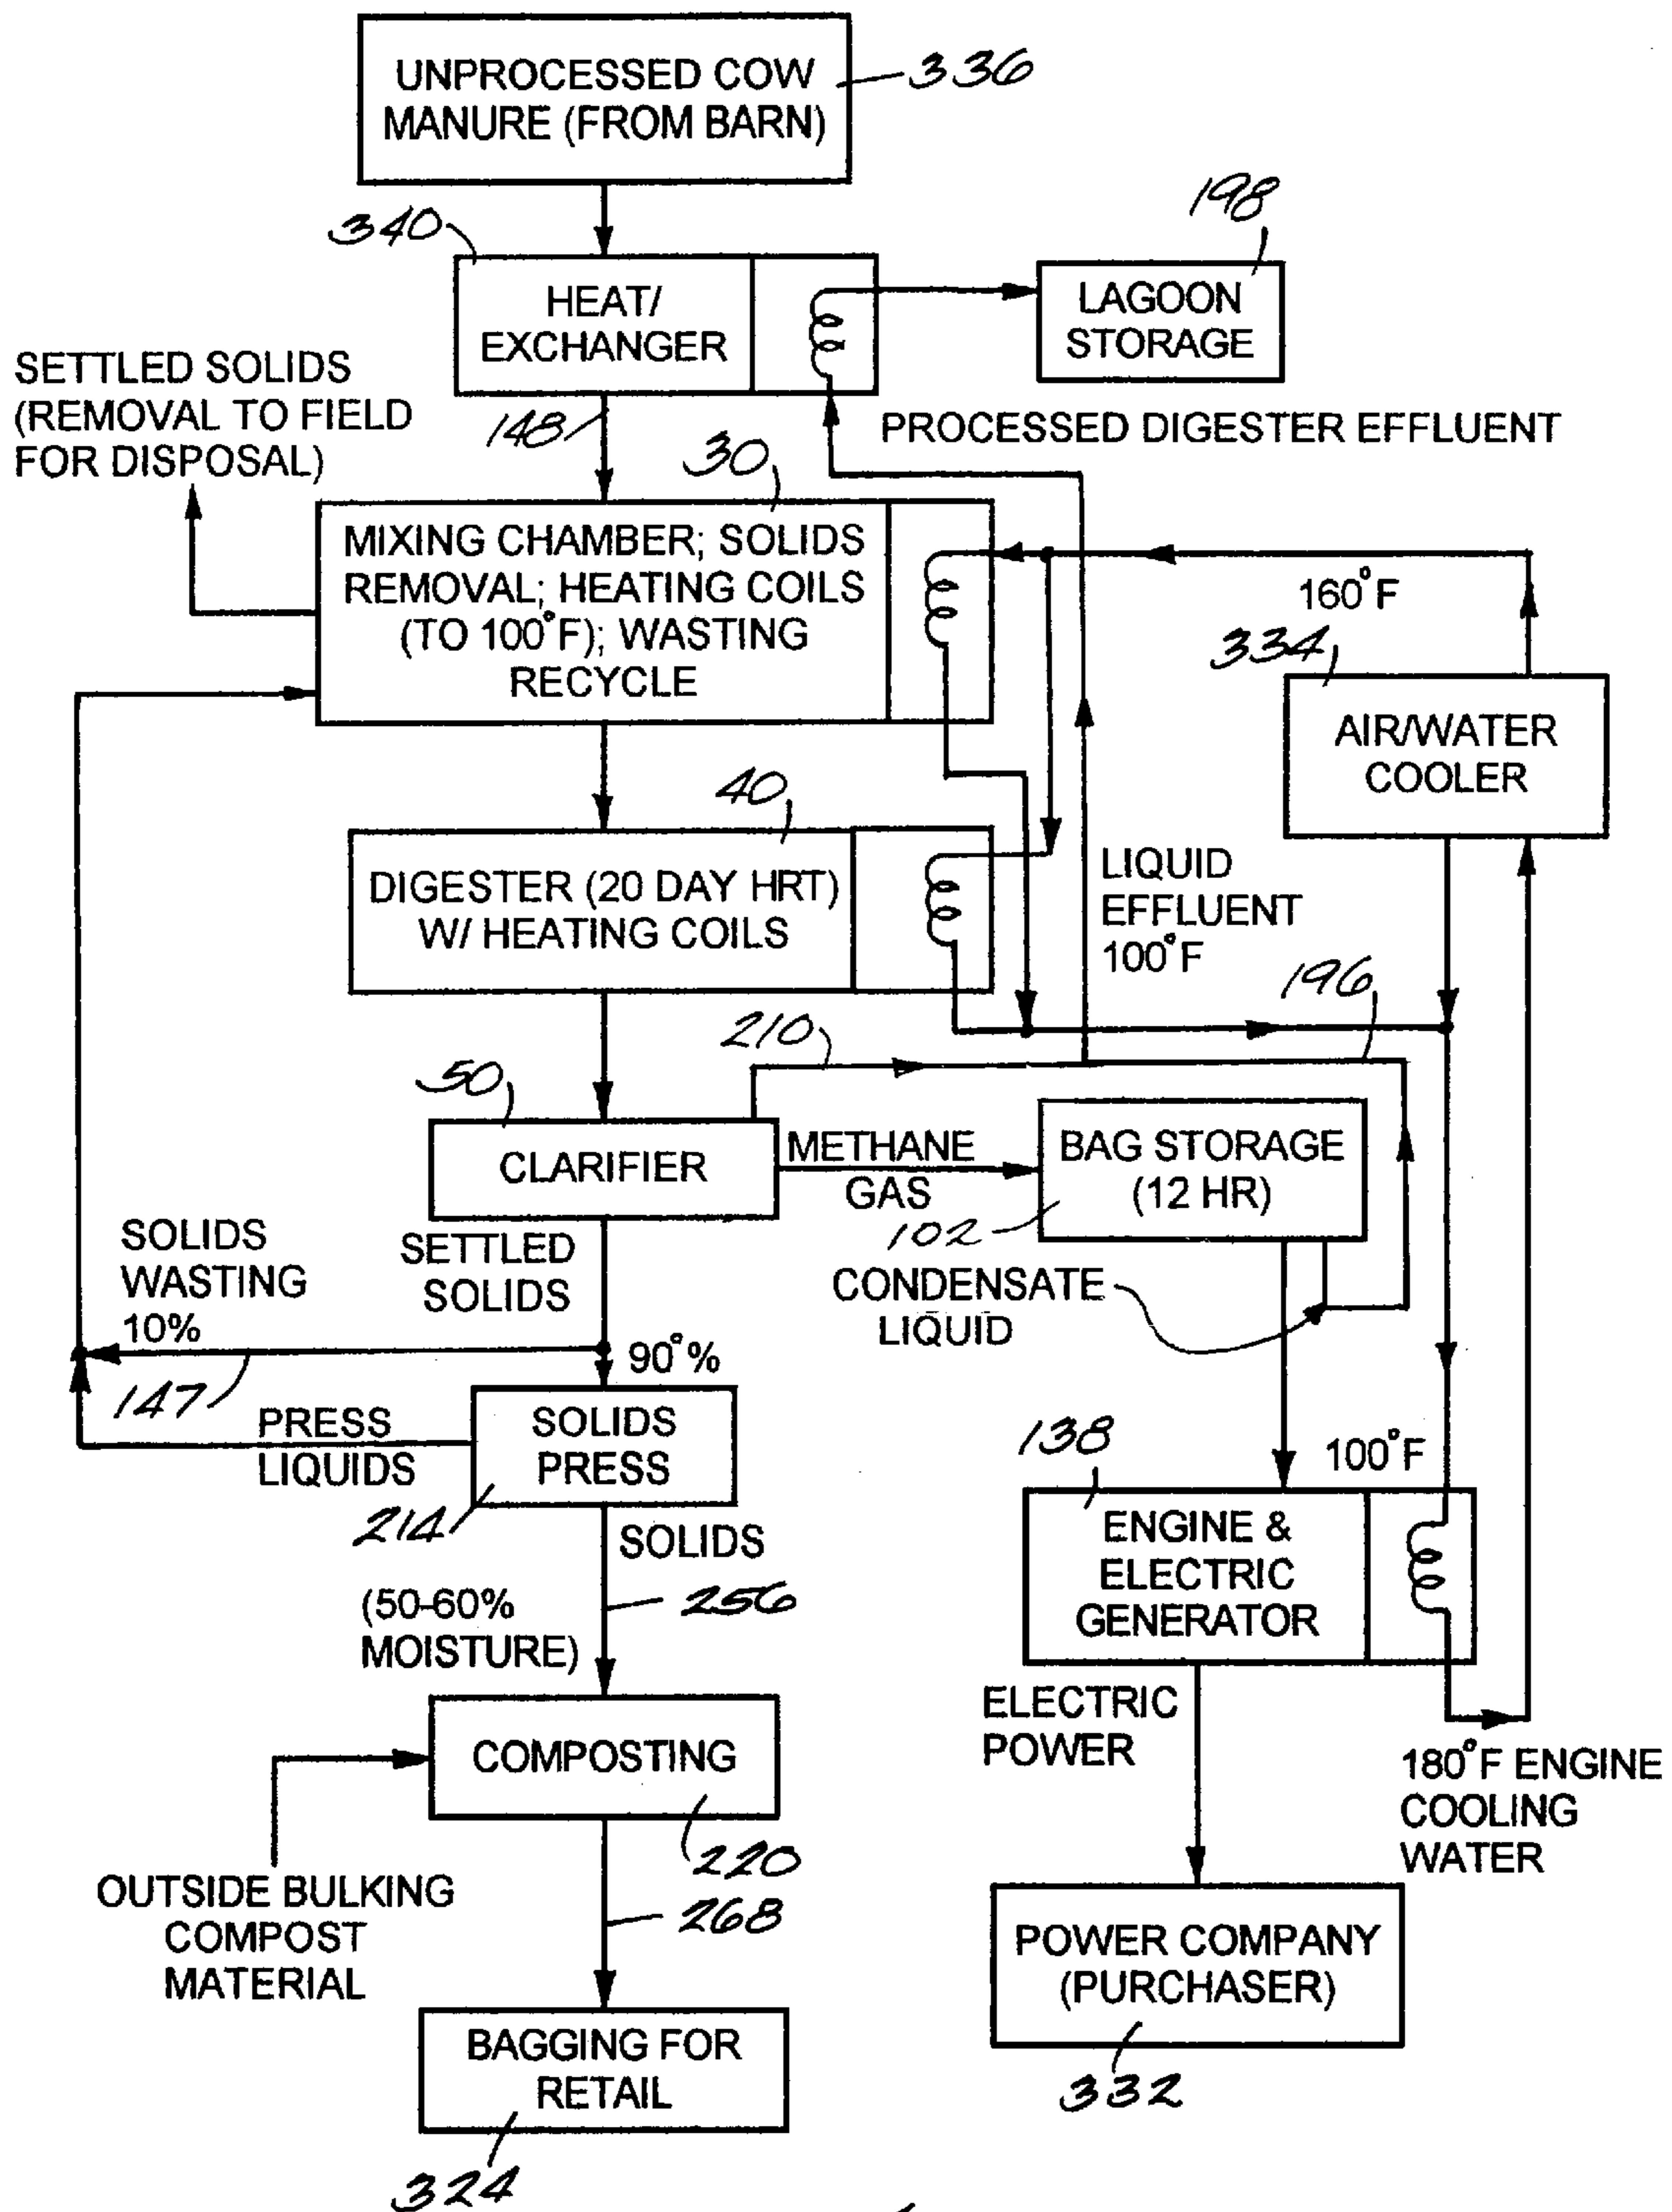 UNPROCESSED COW
MANURE (FROM BARN)
336
340
HEAT/
EXCHANGER
198
LAGOON
STORAGE
SETTLED SOLIDS
(REMOVAL TO FIELD
FOR DISPOSAL)
148
PROCESSED DIGESTER EFFLUENT
30
MIXING CHAMBER; SOLIDS
REMOVAL; HEATING COILS
(TO 100°F); WASTING
RECYCLE
160°F
334
AIR/WATER
COOLER
40
DIGESTER (20 DAY HRT)
W/ HEATING COILS
LIQUID
EFFLUENT
100°F
196
210
50
CLARIFIER
METHANE
GAS
BAG STORAGE
(12 HR)
102
SETTLED
SOLIDS
CONDENSATE
LIQUID
SOLIDS
WASTING
10%
90°%
147
PRESS
LIQUIDS
SOLIDS
PRESS
214
138
100°F
ENGINE &
ELECTRIC
GENERATOR
SOLIDS
(50-60%
MOISTURE)
256
ELECTRIC
POWER
180°F ENGINE
COOLING
WATER
COMPOSTING
220
OUTSIDE BULKING
COMPOST
MATERIAL
268
POWER COMPANY
(PURCHASER)
332
BAGGING FOR
RETAIL
324